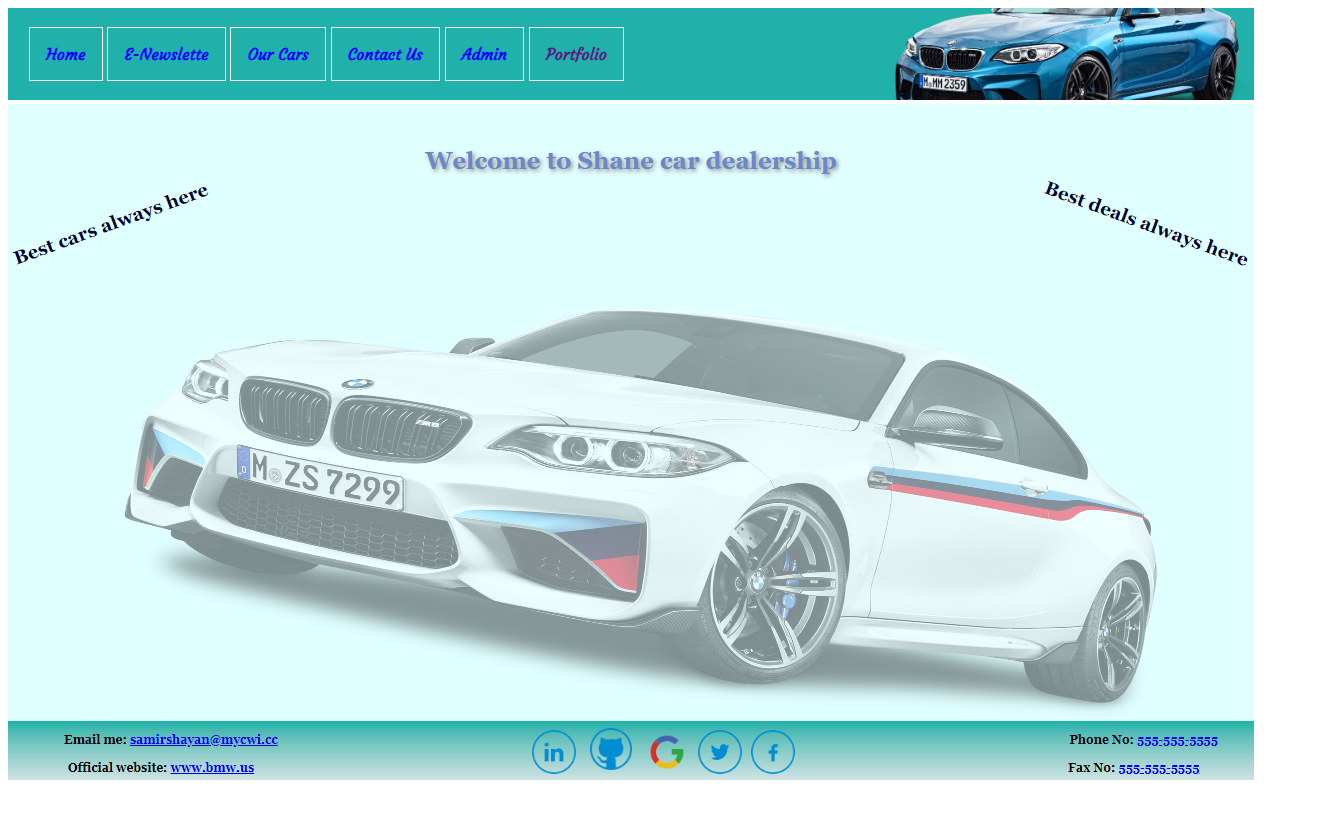 Home E-Newslette Our Cars Contact Us Admin Portfolio
M MM 2359
Welcome to Shane car dealership
Best cars always here
Best deals always here
M ZS 7299
D
Email me: samirshayan@mycwi.cc
Phone No: 555-555-5555
Official website: www.bmw.us
Fax No: 555-555-5555
in
G
f